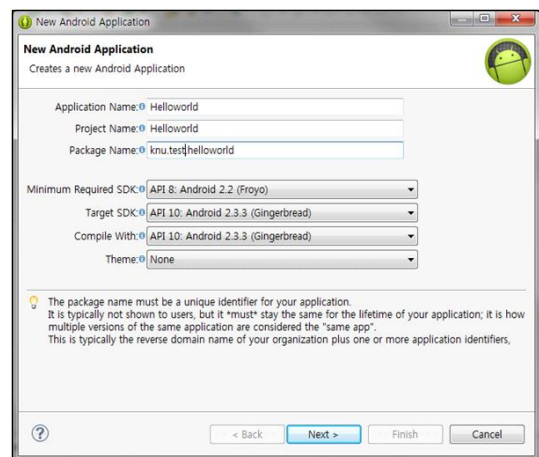 New Android Application
New Android Application
Creates a new Android Application
Application Name: Helloworld
Project Name: Helloworld
Package Name: knu.test.helloworld
Minimum Required SDK: API 8: Android 2.2 (Froyo)
Target SDK: API 10: Android 2.3.3 (Gingerbread)
Compile With: API 10: Android 2.3.3 (Gingerbread)
Theme: None
The package name must be a unique identifier for your application.
It is typically not shown to users, but it *must* stay the same for the lifetime of your application; it is how
multiple versions of the same application are considered the "same app".
This is typically the reverse domain name of your organization plus one or more application identifiers,
< Back
Next >
Finish
Cancel